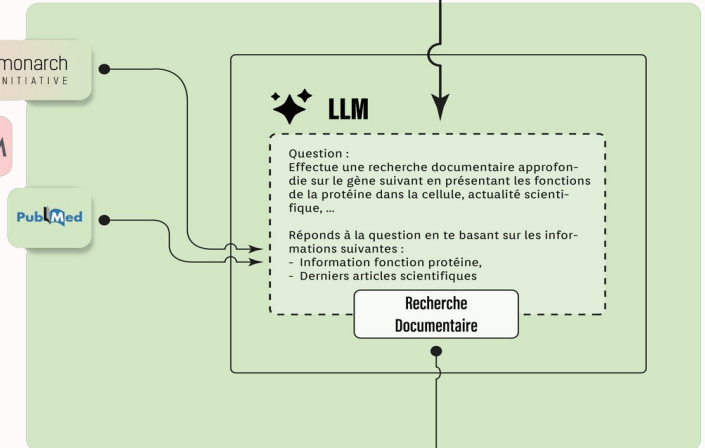 monarch
INITIATIVE
M
PubMed
LLM
Question :
Effectue une recherche documentaire approfon-
die sur le gène suivant en présentant les fonctions
de la protéine dans la cellule, actualité scienti-
fique, ...
Réponds à la question en te basant sur les infor-
mations suivantes :
- Information fonction protéine,
- Derniers articles scientifiques
Recherche
Documentaire